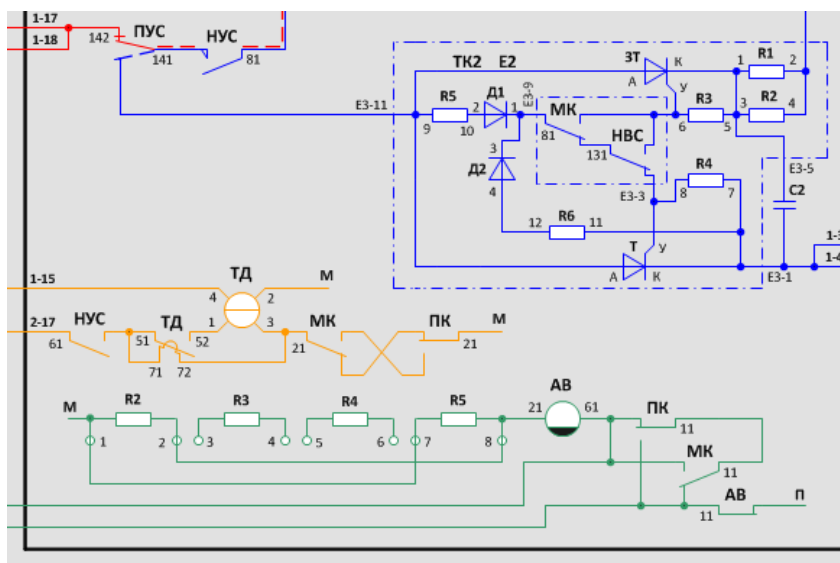 1-17
ПУС
НУС
1-18
142
141
81
ТК2 Е2
ЗТ
К
А
У
R1
1
2
Е3-11
R5
2
Д1
1
Е3-9
МК
R3
3
R2
4
9
10
81
НВС
6
5
131
3
Д2
4
R4
8
7
Е3-5
С2
Е3-3
12
R6
11
Т
У
А
К
Е3-1
1-3
1-4
1-15
ТД
М
4
2
2-17
НУС
ТД
1
3
МК
ПК
М
61
51
52
21
21
71
72
М
R2
R3
R4
R5
21
АВ
61
ПК
11
1
2
3
4
5
6
7
8
МК
11
АВ
П
11